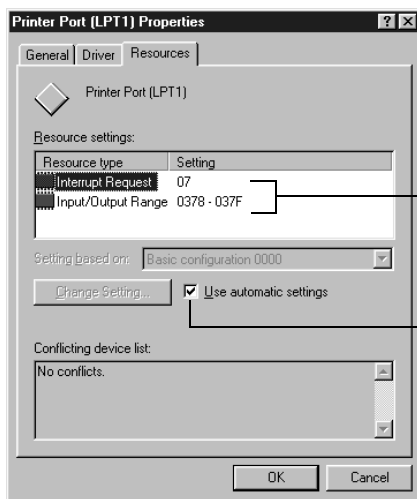 Printer Port (LPT1) Properties
General Driver Resources
Printer Port (LPT1)
Resource settings:
Resource type Setting
Interrupt Request 07
Input/Output Range 0378 - 037F
Setting based on: Basic configuration 0000
Change Setting... Use automatic settings
Conflicting device list:
No conflicts.
OK Cancel